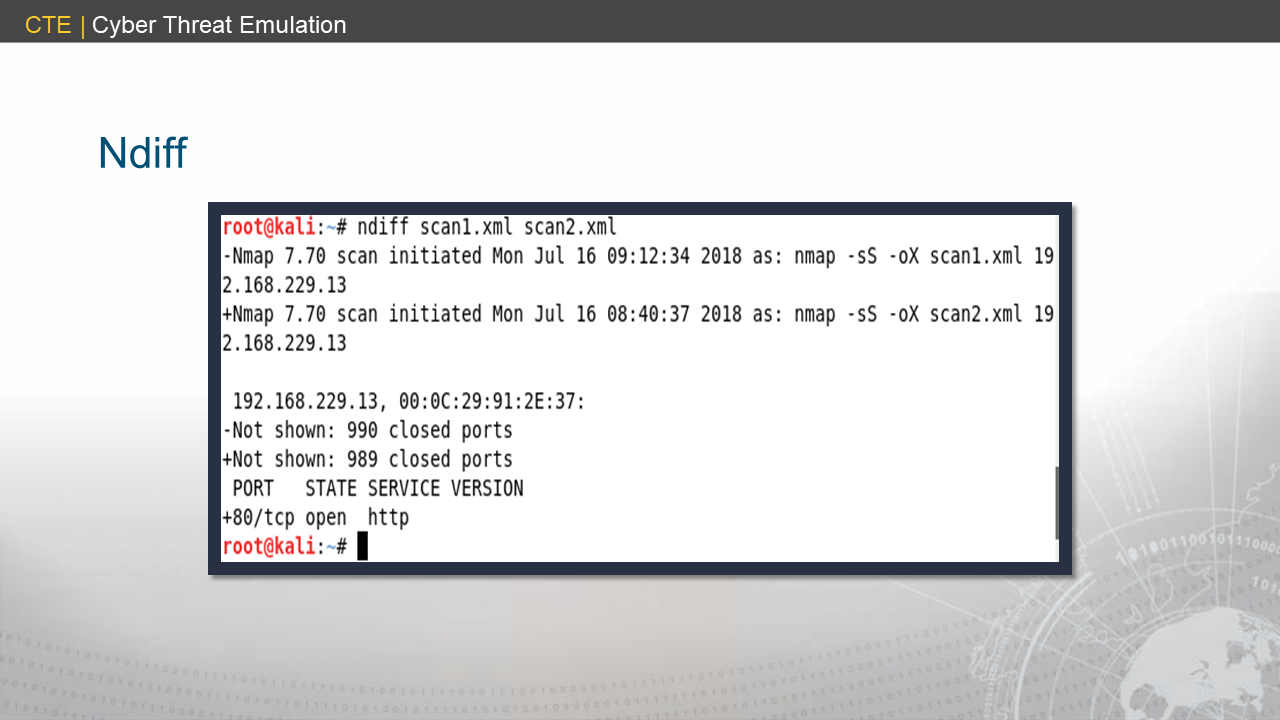 CTE | Cyber Threat Emulation
Ndiff
root@kali:~# ndiff scan1.xml scan2.xml
-Nmap 7.70 scan initiated Mon Jul 16 09:12:34 2018 as: nmap -sS -oX scan1.xml 19
2.168.229.13
+Nmap 7.70 scan initiated Mon Jul 16 08:40:37 2018 as: nmap -sS -oX scan2.xml 19
2.168.229.13
192.168.229.13, 00:0C:29:91:2E:37:
-Not shown: 990 closed ports
+Not shown: 989 closed ports
PORT   STATE SERVICE VERSION
+80/tcp open  http
root@kali:~#